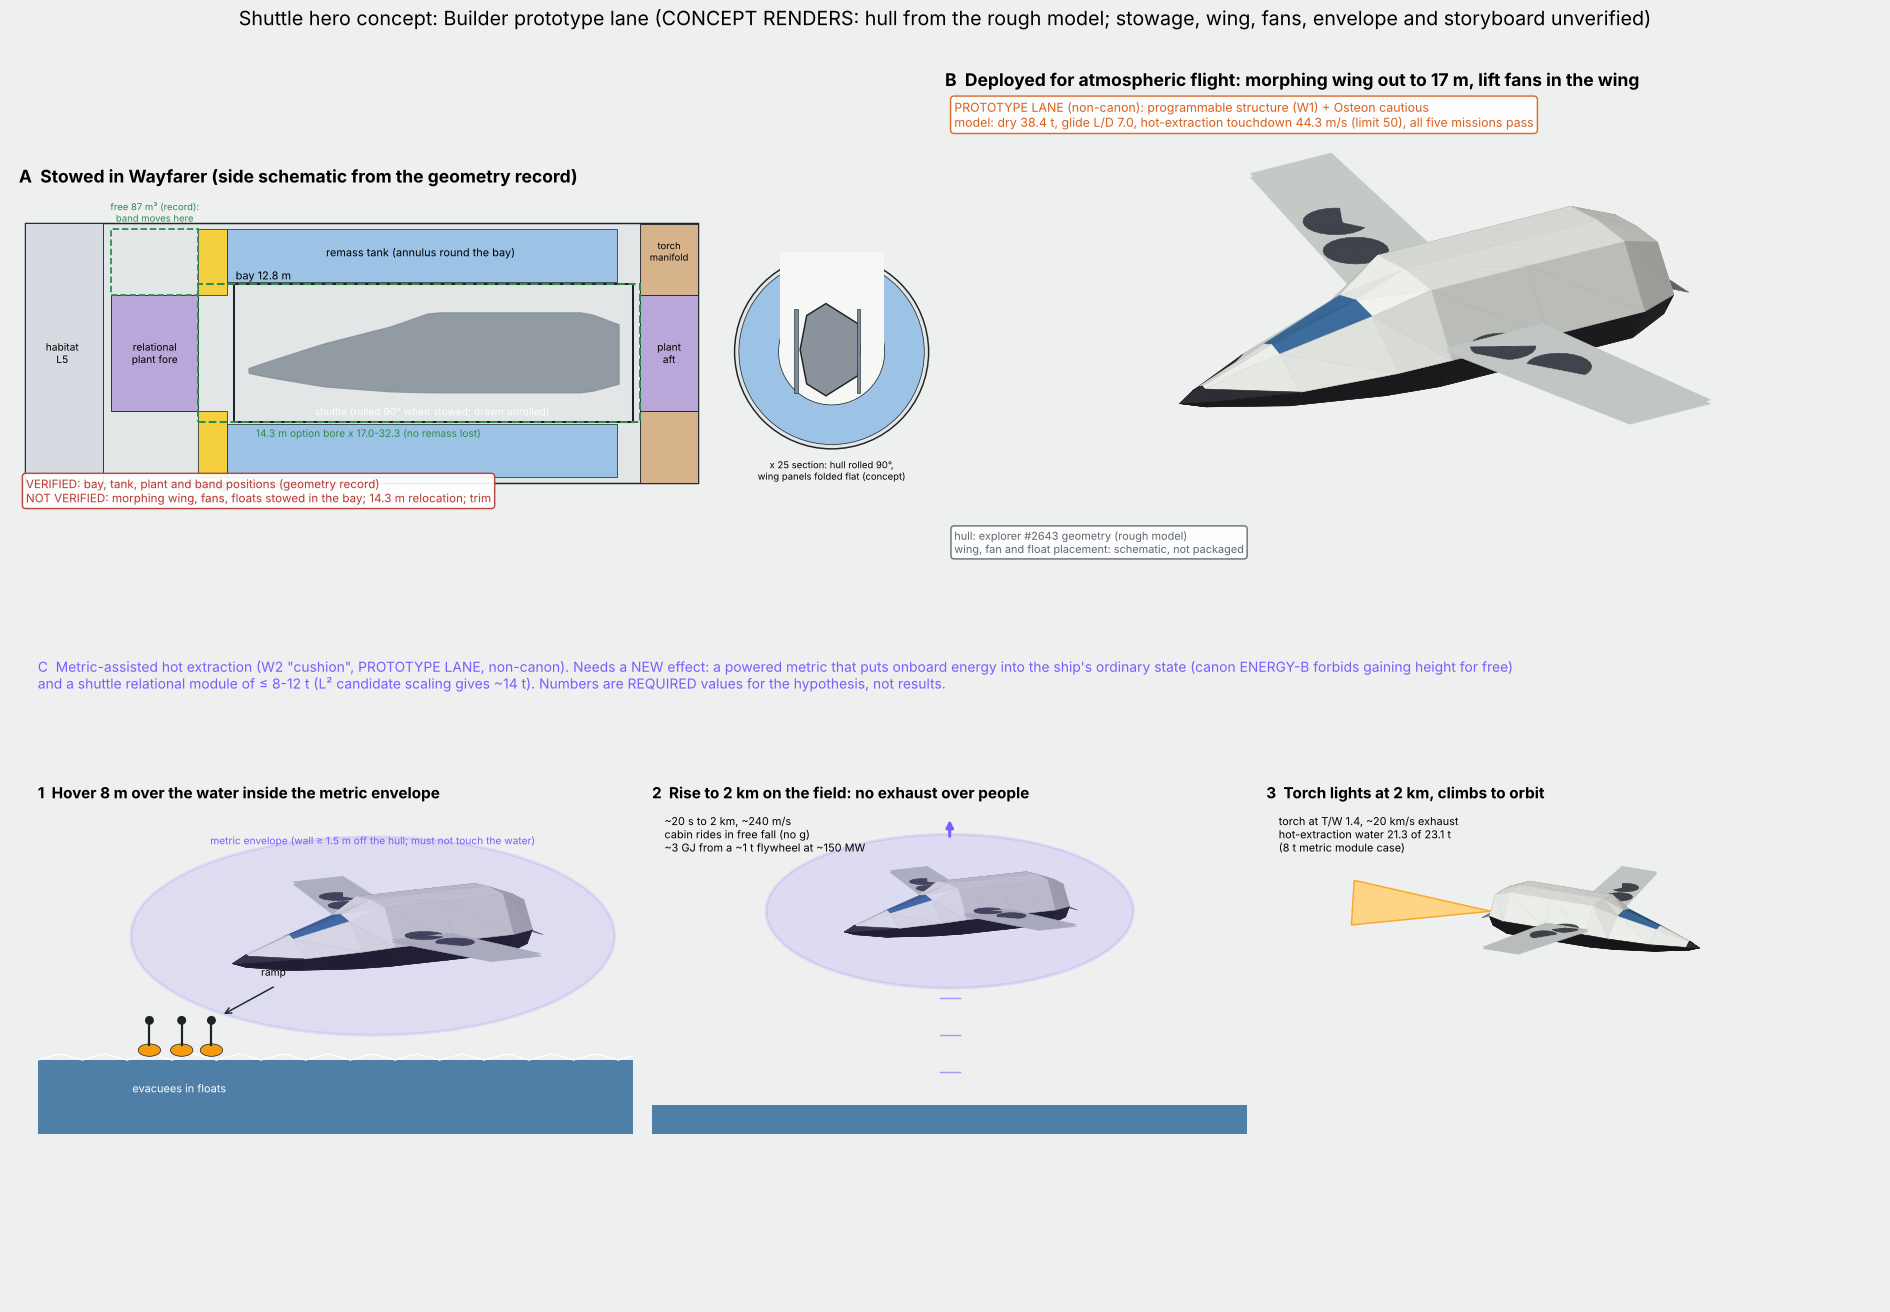 Shuttle hero concept: Builder prototype lane (CONCEPT RENDERS: hull from the rough model; stowage, wing, fans, envelope and storyboard unverified)
B Deployed for atmospheric flight: morphing wing out to 17 m, lift fans in the wing
PROTOTYPE LANE (non-canon): programmable structure (W1) + Osteon cautious
model: dry 38.4 t, glide L/D 7.0, hot-extraction touchdown 44.3 m/s (limit 50), all five missions pass
A Stowed in Wayfarer (side schematic from the geometry record)
free 87 m³ (record):
band moves here
remass tank (annulus round the bay)
torch
manifold
bay 12.8 m
habitat
L5
relational
plant fore
plant
aft
shuttle (rolled 90° when stowed; drawn unrolled)
14.3 m option bore x 17.0-32.3 (no remass lost)
x 25 section: hull rolled 90°,
wing panels folded flat (concept)
VERIFIED: bay, tank, plant and band positions (geometry record)
NOT VERIFIED: morphing wing, fans, floats stowed in the bay; 14.3 m relocation; trim
hull: explorer #2643 geometry (rough model)
wing, fan and float placement: schematic, not packaged
C Metric-assisted hot extraction (W2 "cushion", PROTOTYPE LANE, non-canon). Needs a NEW effect: a powered metric that puts onboard energy into the ship's ordinary state (canon ENERGY-B forbids gaining height for free)
and a shuttle relational module of ≤ 8-12 t (L² candidate scaling gives ~14 t). Numbers are REQUIRED values for the hypothesis, not results.
1 Hover 8 m over the water inside the metric envelope
metric envelope (wall ≥ 1.5 m off the hull; must not touch the water)
ramp
evacuees in floats
2 Rise to 2 km on the field: no exhaust over people
~20 s to 2 km, ~240 m/s
cabin rides in free fall (no g)
~3 GJ from a ~1 t flywheel at ~150 MW
3 Torch lights at 2 km, climbs to orbit
torch at T/W 1.4, ~20 km/s exhaust
hot-extraction water 21.3 of 23.1 t
(8 t metric module case)